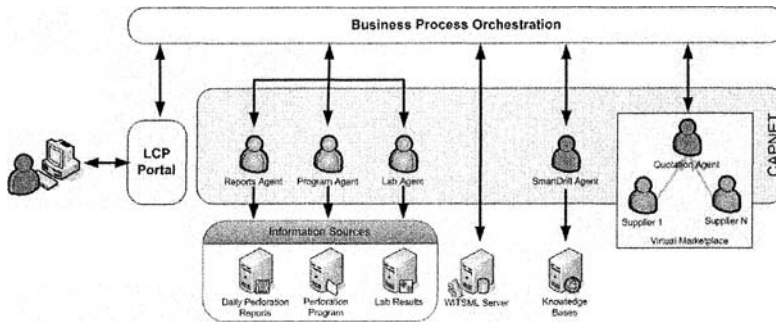 Business Process Orchestration
CAPNET
LCP
Portal
Reports Agent
Program Agent
Lab Agent
SmartDrill Agent
Quotation Agent
Supplier 1
Supplier N
Virtual Marketplace
Information Sources
Daily Perforation
Reports
Perforation
Program
Lab Results
WITSML Server
Knowledge
Bases